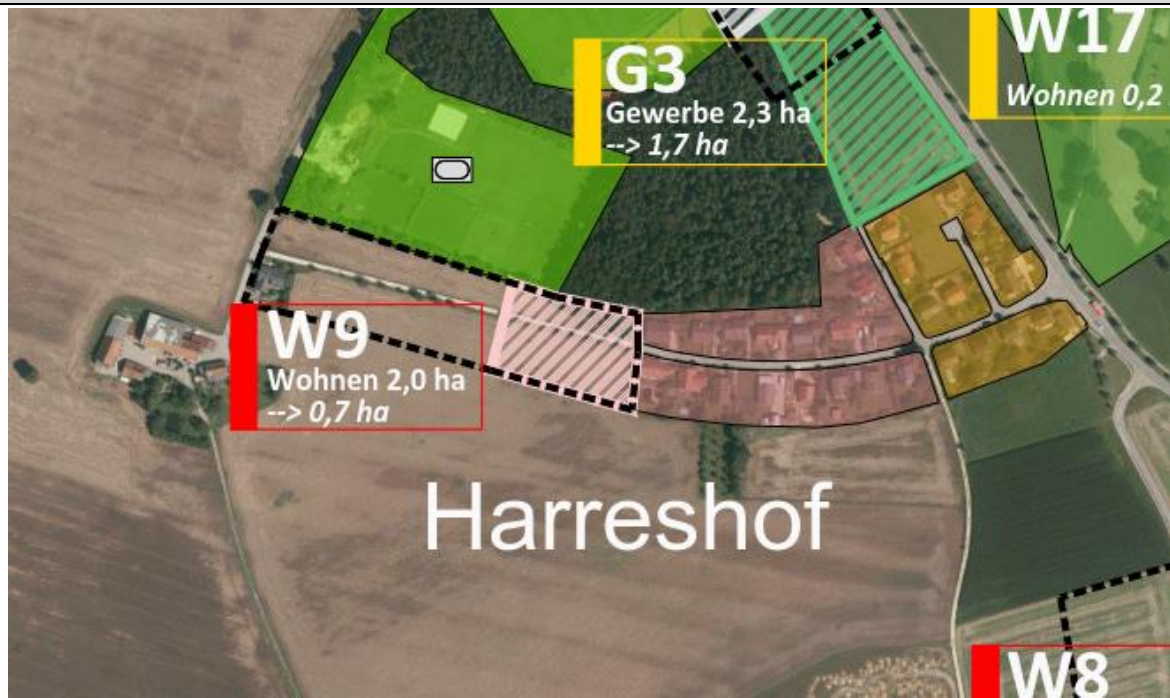 G3
Gewerbe 2,3 ha
--> 1,7 ha
W17
Wohnen 0,2
W9
Wohnen 2,0 ha
--> 0,7 ha
Harreshof
W8